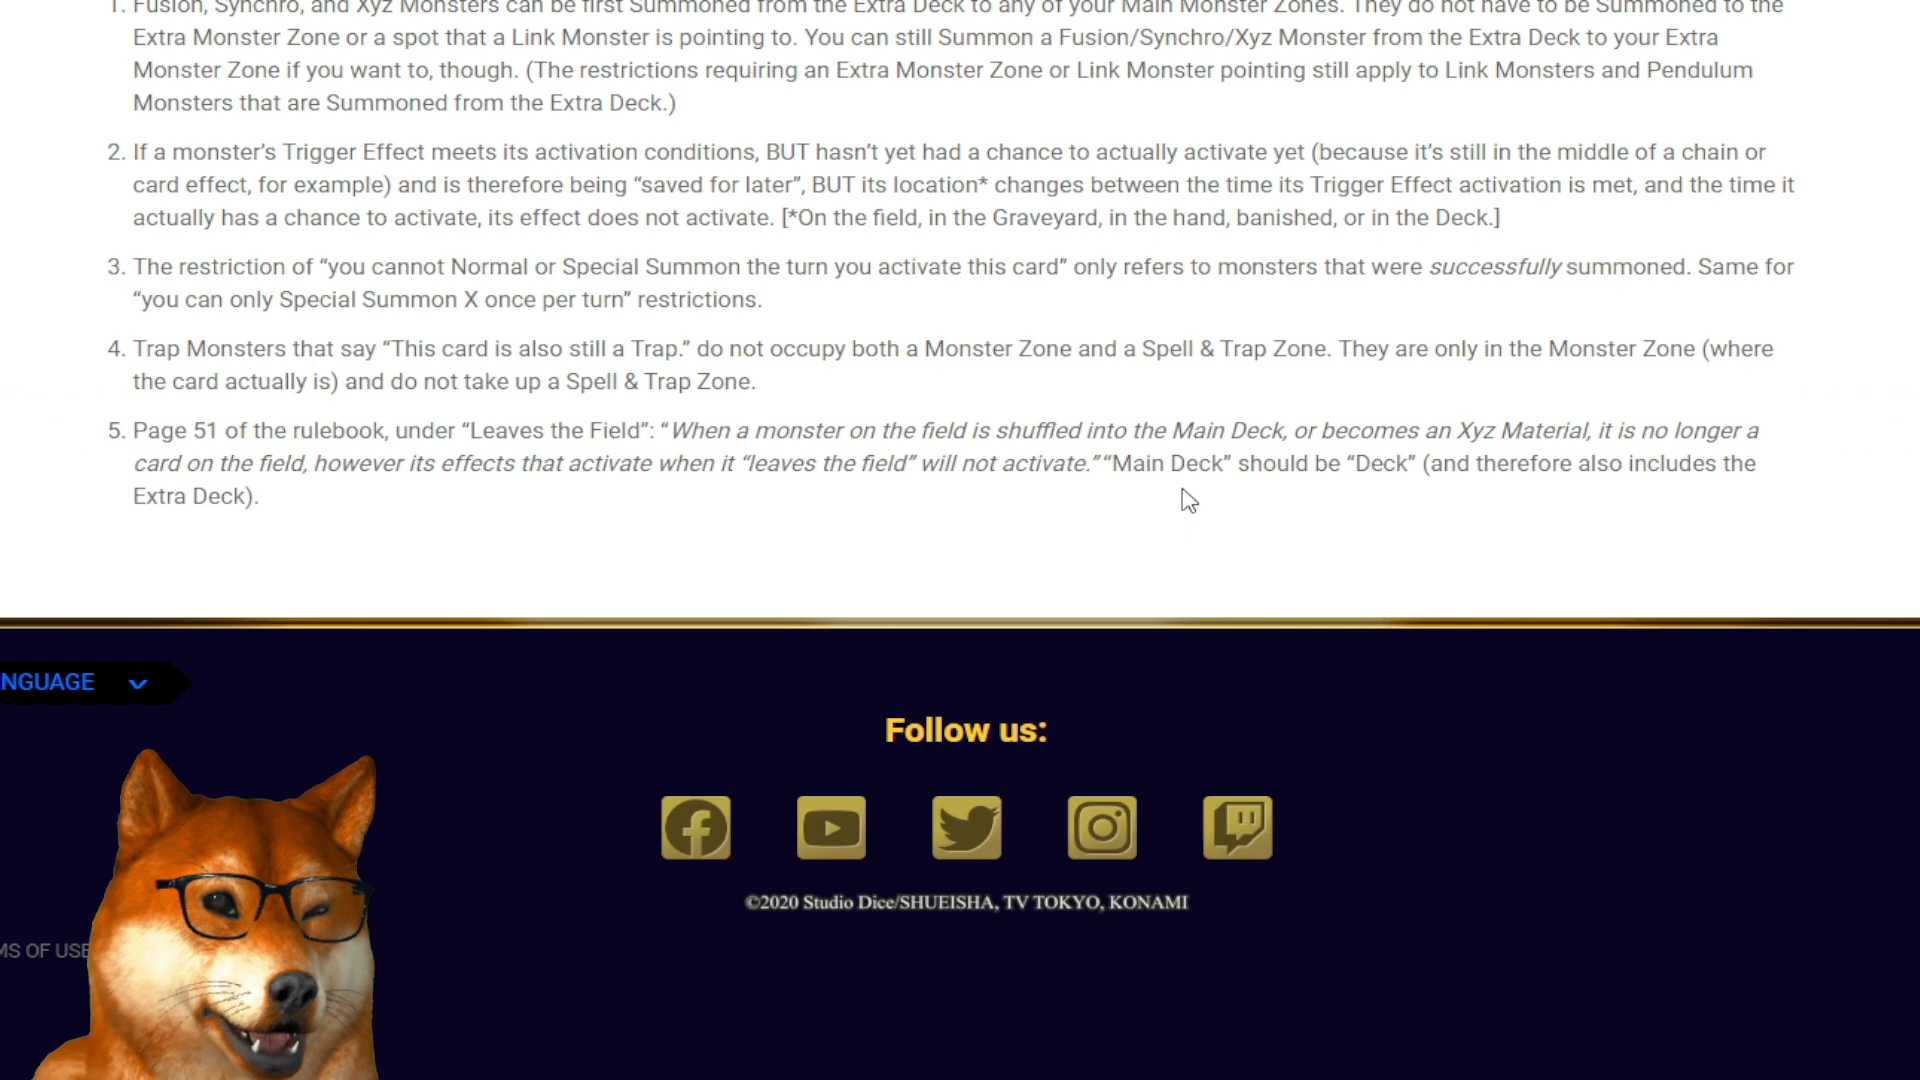 1. Fusion, Synchro, and Xyz Monsters can be first Summoned from the Extra Deck to any of your Main Monster Zones. They do not have to be Summoned to the
Extra Monster Zone or a spot that a Link Monster is pointing to. You can still Summon a Fusion/Synchro/Xyz Monster from the Extra Deck to your Extra
Monster Zone if you want to, though. (The restrictions requiring an Extra Monster Zone or Link Monster pointing still apply to Link Monsters and Pendulum
Monsters that are Summoned from the Extra Deck.)
2. If a monster’s Trigger Effect meets its activation conditions, BUT hasn’t yet had a chance to actually activate yet (because it’s still in the middle of a chain or
card effect, for example) and is therefore being “saved for later”, BUT its location* changes between the time its Trigger Effect activation is met, and the time it
actually has a chance to activate, its effect does not activate. [*On the field, in the Graveyard, in the hand, banished, or in the Deck.]
3. The restriction of “you cannot Normal or Special Summon the turn you activate this card” only refers to monsters that were successfully summoned. Same for
“you can only Special Summon X once per turn” restrictions.
4. Trap Monsters that say “This card is also still a Trap.” do not occupy both a Monster Zone and a Spell & Trap Zone. They are only in the Monster Zone (where
the card actually is) and do not take up a Spell & Trap Zone.
5. Page 51 of the rulebook, under “Leaves the Field”: “When a monster on the field is shuffled into the Main Deck, or becomes an Xyz Material, it is no longer a
card on the field, however its effects that activate when it “leaves the field” will not activate.” “Main Deck” should be “Deck” (and therefore also includes the
Extra Deck).
NGUAGE
Follow us:
©2020 Studio Dice/SHUEISHA, TV TOKYO, KONAMI
MS OF USE